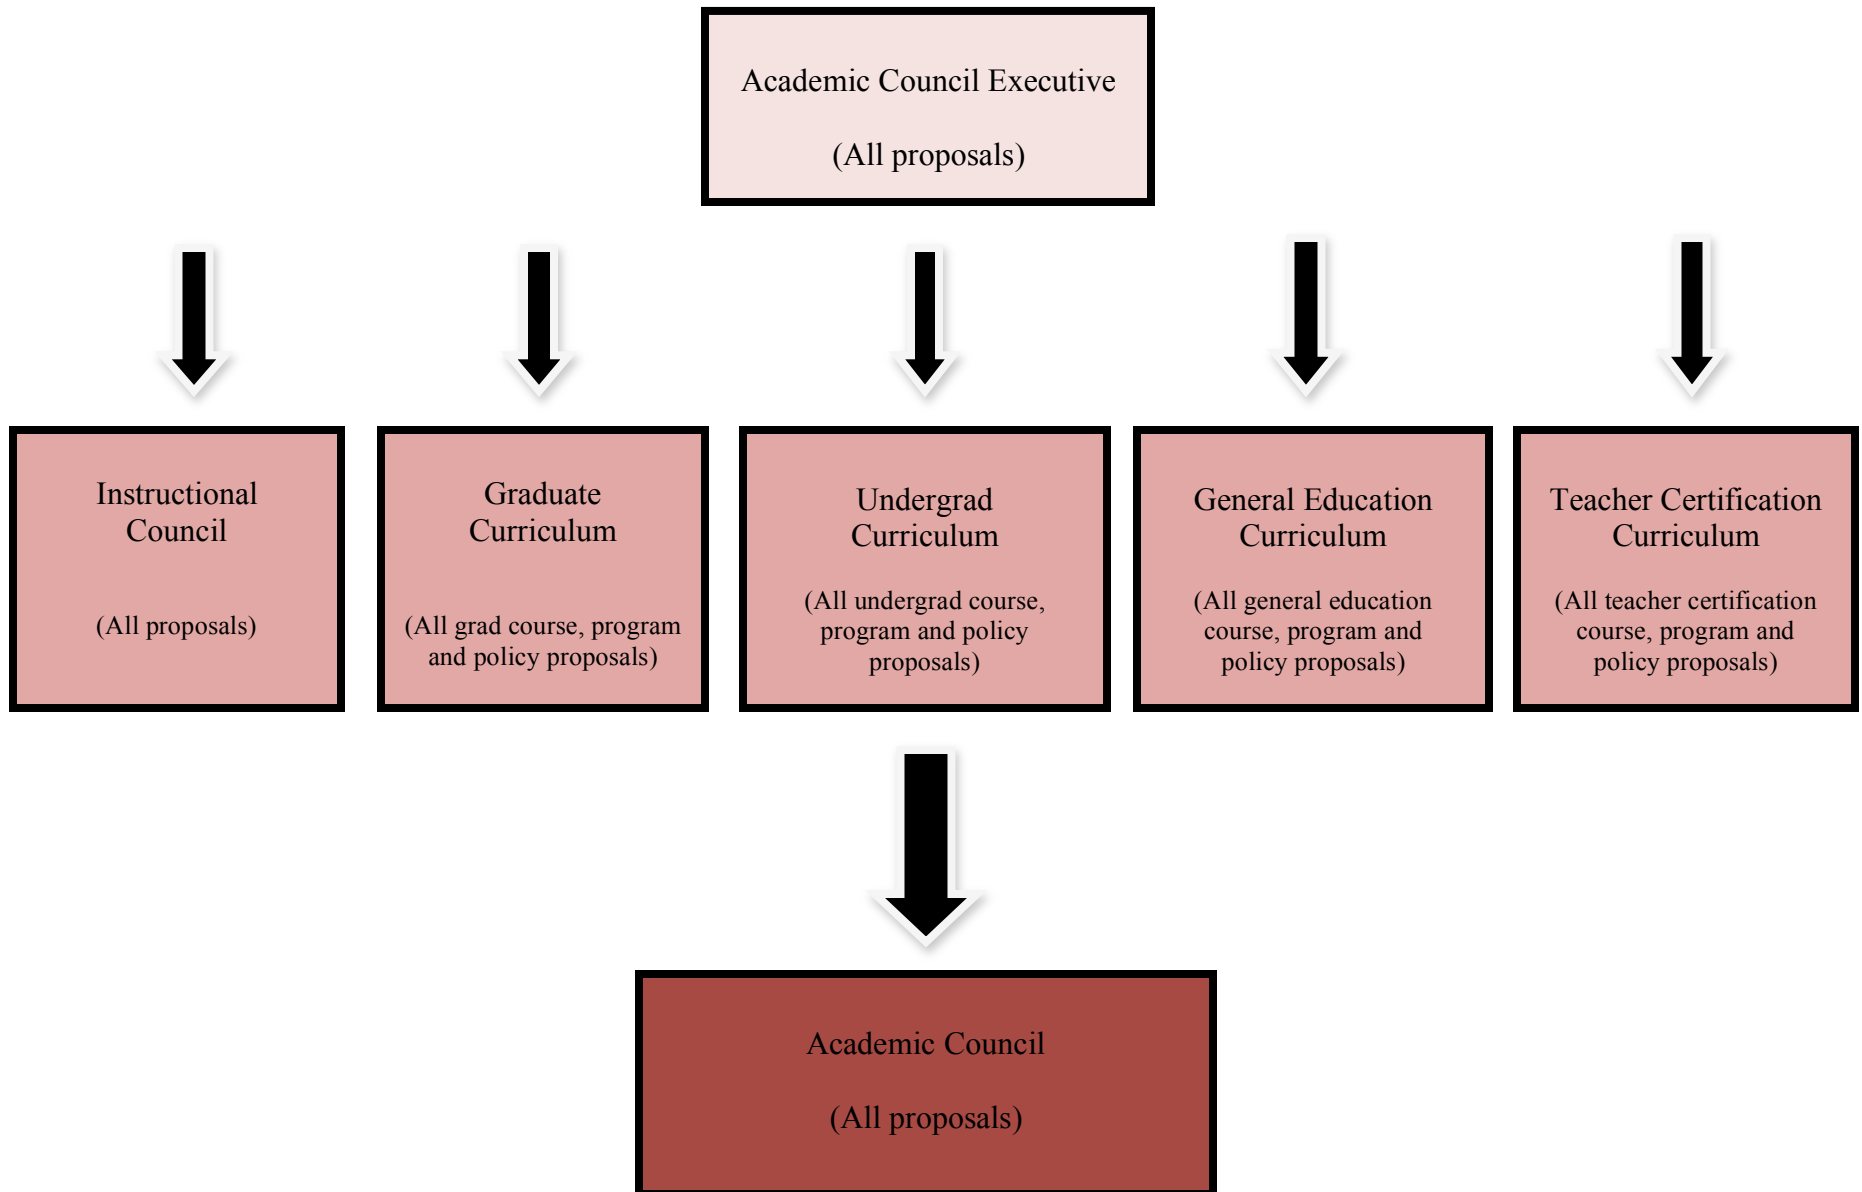 Academic Council Executive
(All proposals)
Instructional
Council
(All proposals)
Graduate
Curriculum
(All grad course, program
and policy proposals)
Undergrad
Curriculum
(All undergrad course,
program and policy
proposals)
General Education
Curriculum
(All general education
course, program and
policy proposals)
Teacher Certification
Curriculum
(All teacher certification
course, program and
policy proposals)
Academic Council
(All proposals)